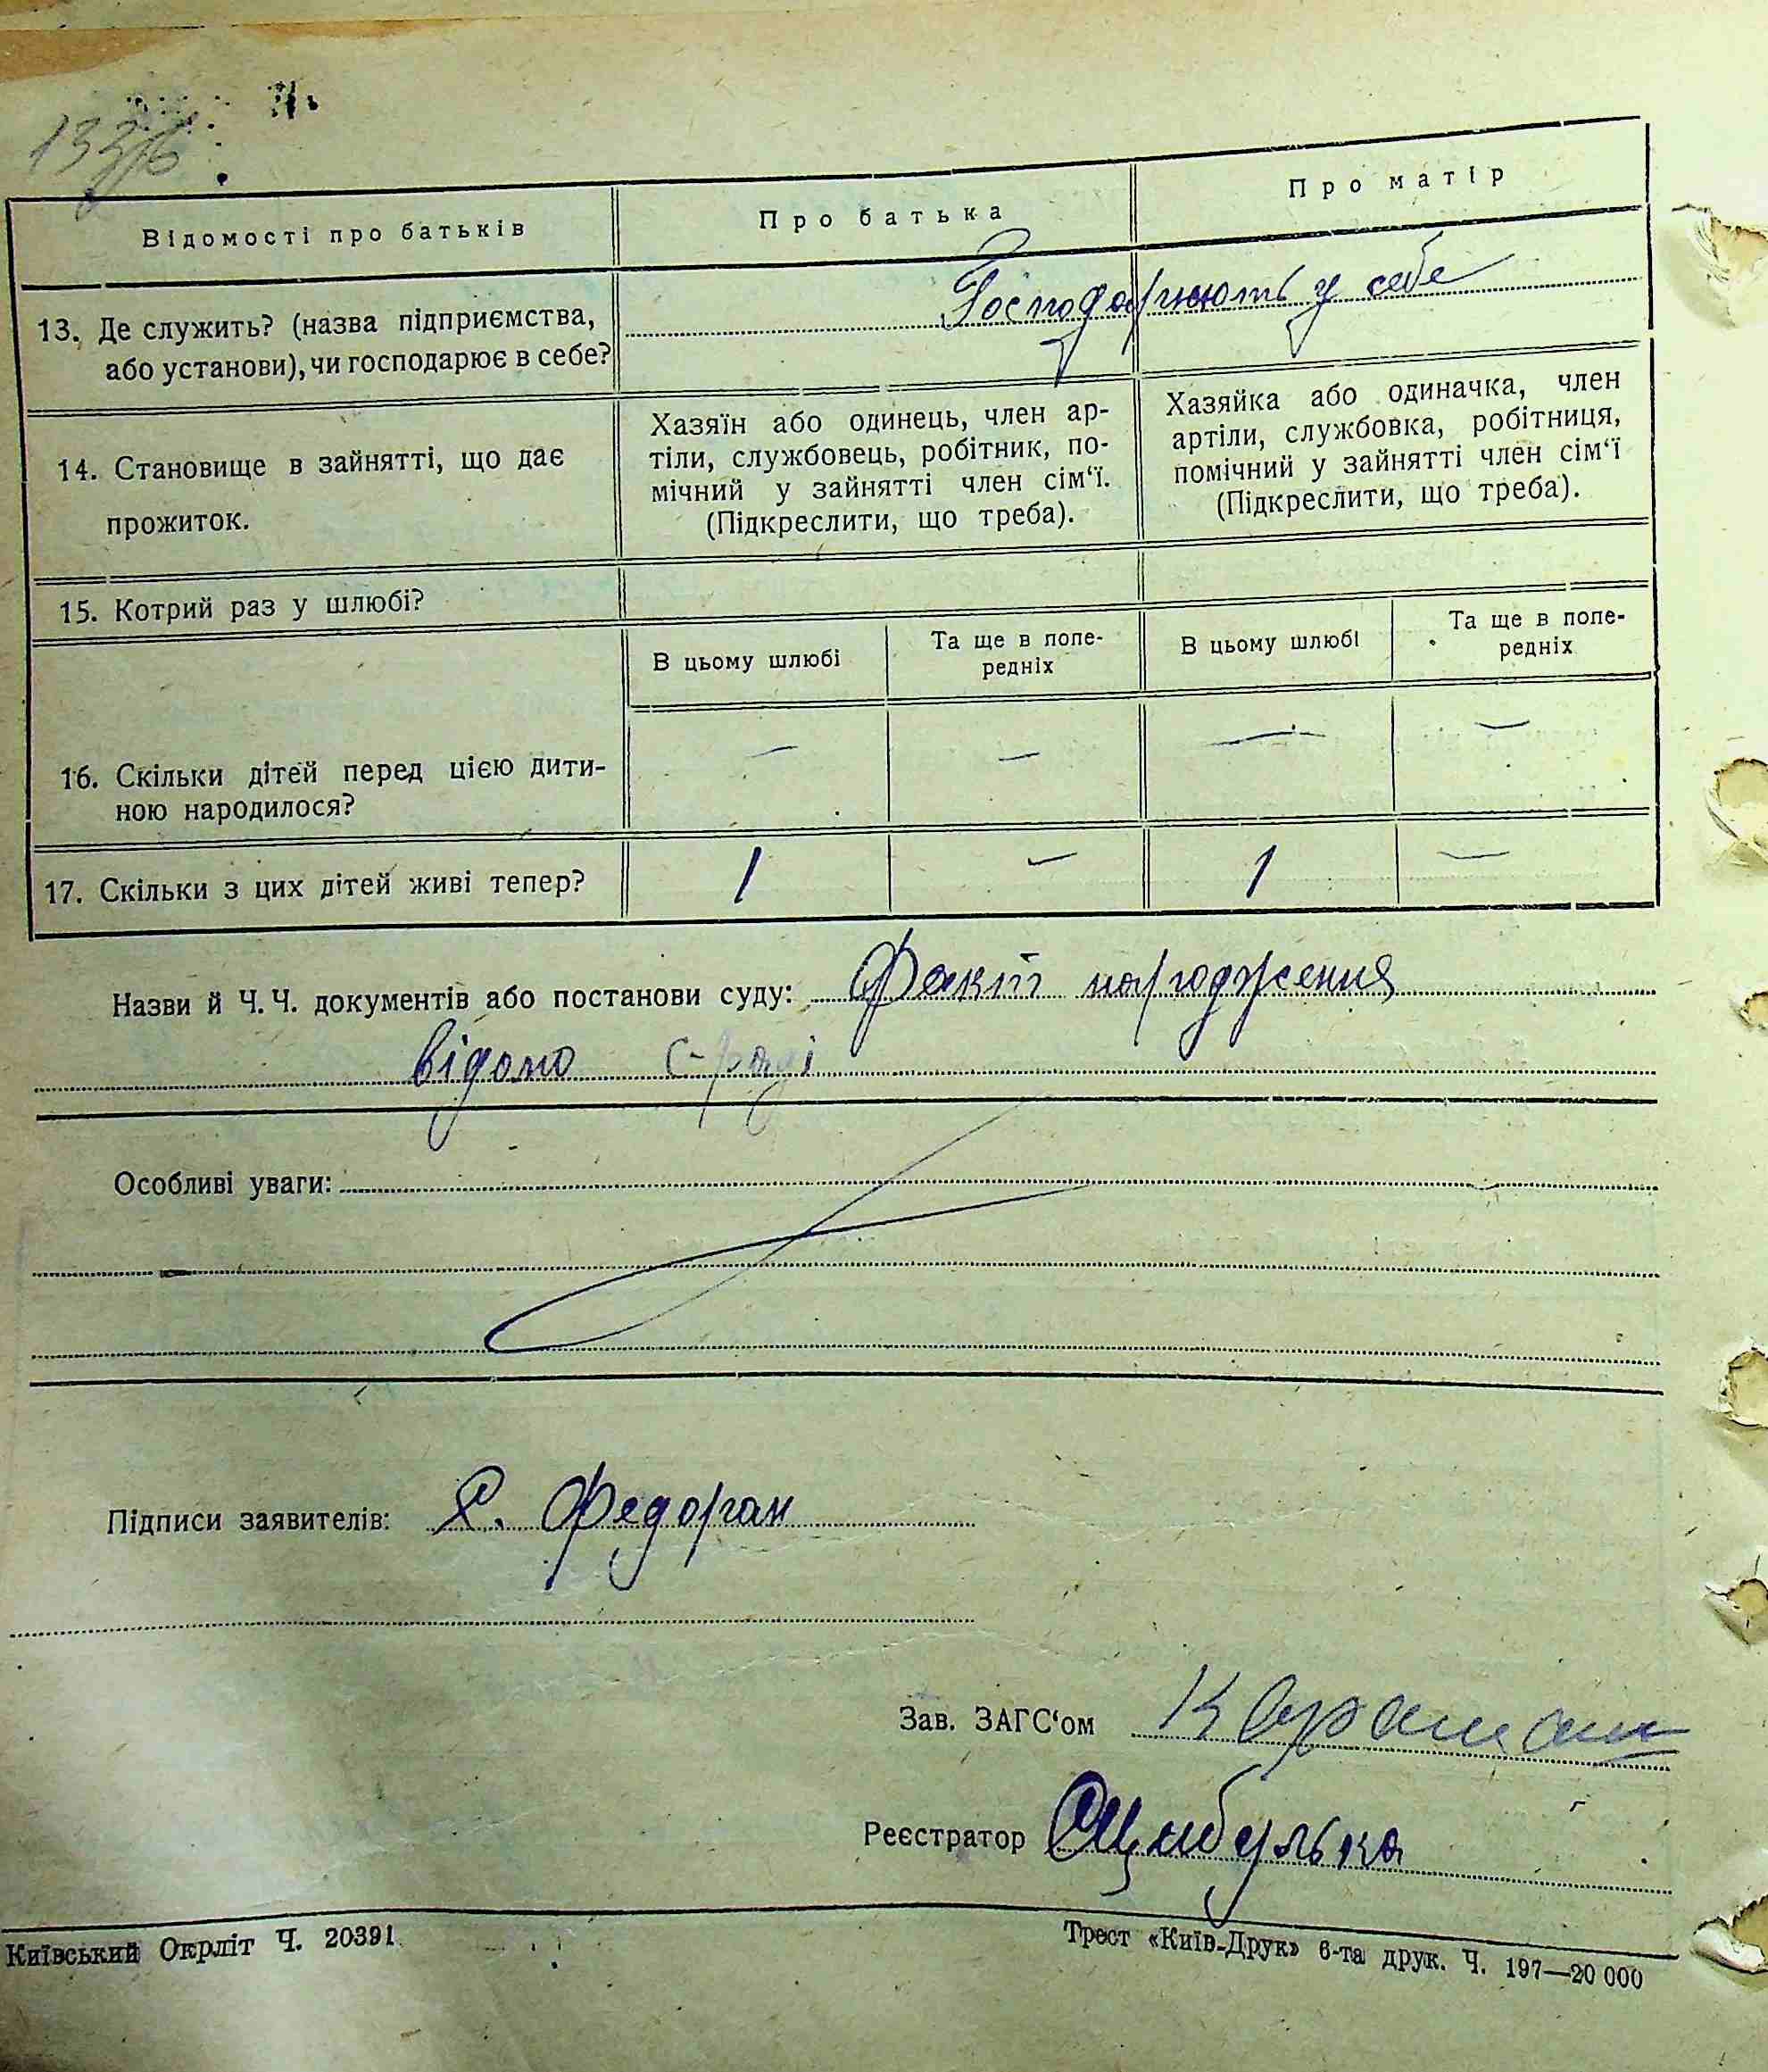 Відомості про батьків
Про батька
Про матір
13. Де служить? (назва підприємства,
або установи), чи господарює в себе?
Господарюють у себе
14. Становище в зайнятті, що дає
прожиток.
Хазяїн або одинець, член ар-
тіли, службовець, робітник, по-
мічний у зайнятті член сім‘ї.
(Підкреслити, що треба).
Хазяйка або одиначка, член
артіли, службовка, робітниця,
помічний у зайнятті член сім‘ї
(Підкреслити, що треба).
15. Котрий раз у шлюбі?
В цьому шлюбі
Та ще в попе-
редніх
В цьому шлюбі
Та ще в попе-
редніх
16. Скільки дітей перед цією дити-
ною народилося?
— — — —
17. Скільки з цих дітей живі тепер?
1 — 1 —
Назви й Ч. Ч. документів або постанови суду: Факт народження
відомо с-раді
Особливі уваги:
Підписи заявителів: Х. Федоран
Зав. ЗАГС‘ом
Реєстратор Цибулька
Київський Окрліт Ч. 20391
Трест «Київ-Друк» 6-та друк. Ч. 197—20 000